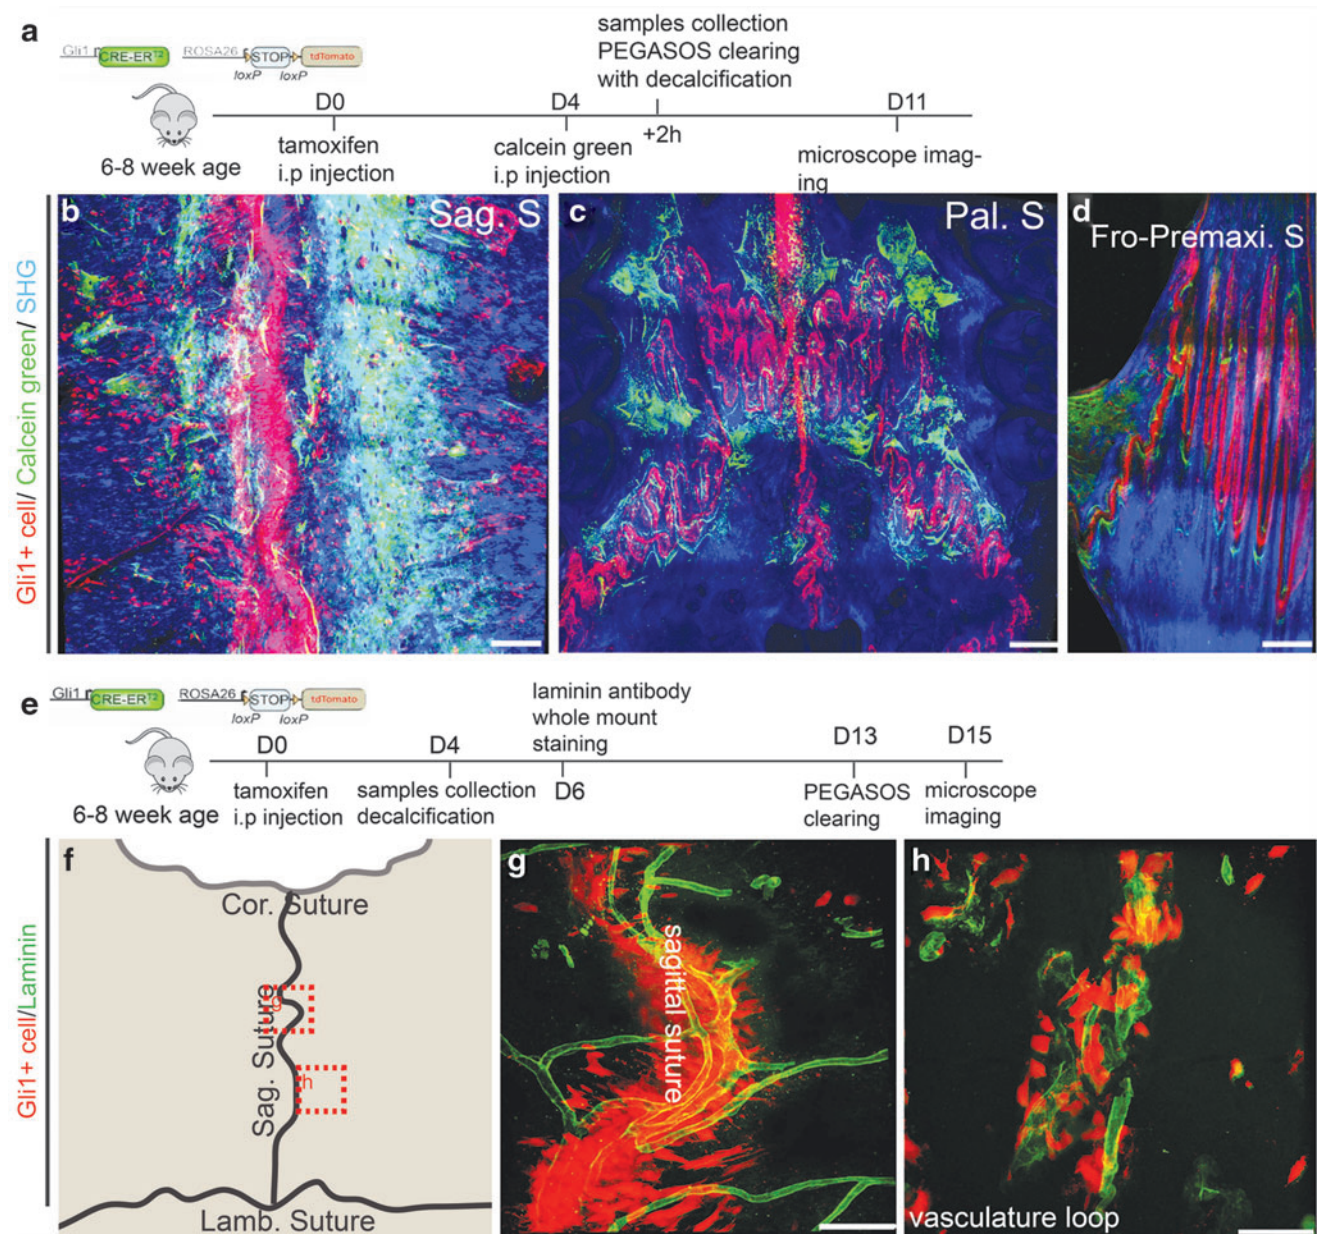 a
samples collection
PEGASOS clearing
with decalcification
Gli1
CRE-ERT2
ROSA26
STOP
tdTomato
loxP loxP
D0
D4
D11
+2h
6-8 week age
tamoxifen
i.p injection
calcein green
i.p injection
microscope imag-
ing
Gli1+ cell/ Calcein green/ SHG
b
Sag. S
c
Pal. S
d
Fro-Premaxi. S
e
Gli1
CRE-ERT2
ROSA26
STOP
tdTomato
loxP loxP
laminin antibody
whole mount
staining
D0
D4
D13
D15
6-8 week age
tamoxifen
i.p injection
samples collection
decalcification
D6
PEGASOS
clearing
microscope
imaging
Gli1+ cell/Laminin
f
Cor. Suture
Sag. Suture
g
h
Lamb. Suture
g
sagittal suture
h
vasculature loop